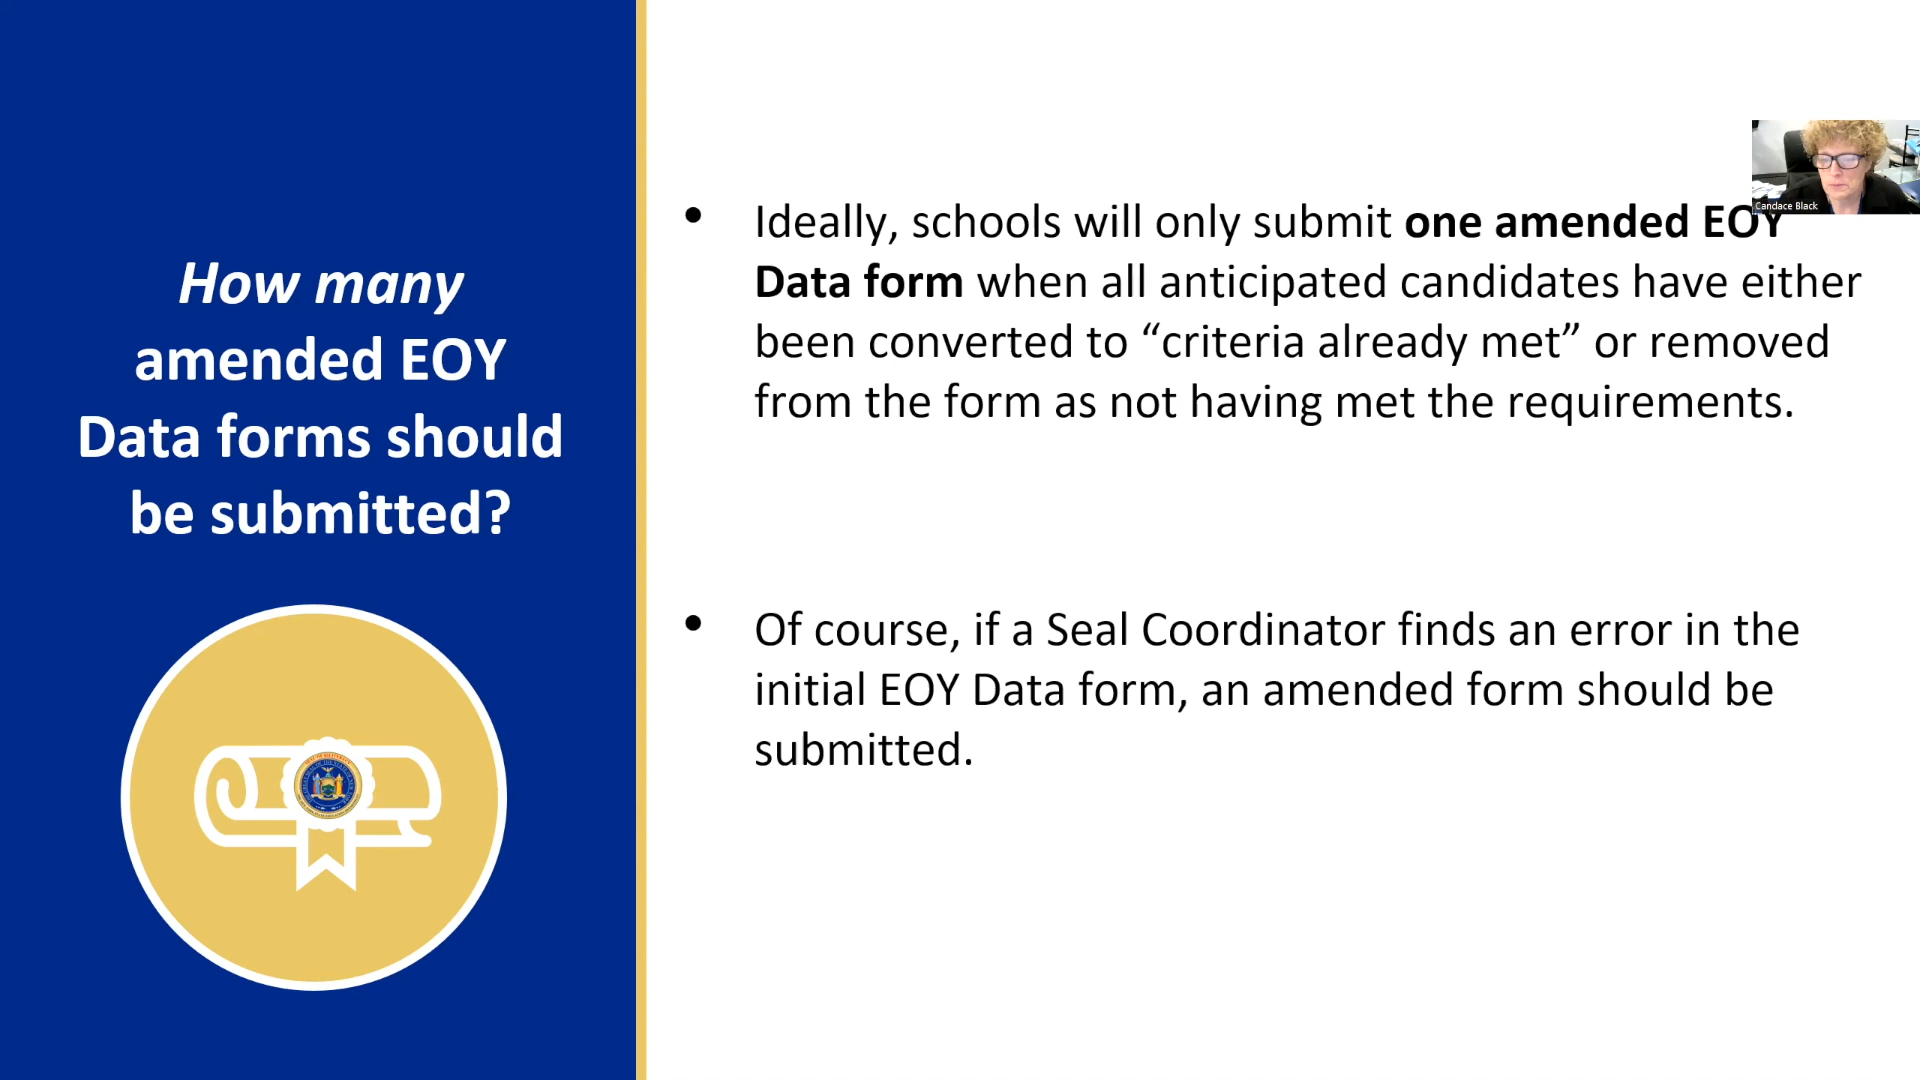 How many
amended EOY
Data forms should
be submitted?
• Ideally, schools will only submit one amended EOY
Data form when all anticipated candidates have either
been converted to “criteria already met” or removed
from the form as not having met the requirements.
• Of course, if a Seal Coordinator finds an error in the
initial EOY Data form, an amended form should be
submitted.
Candace Black